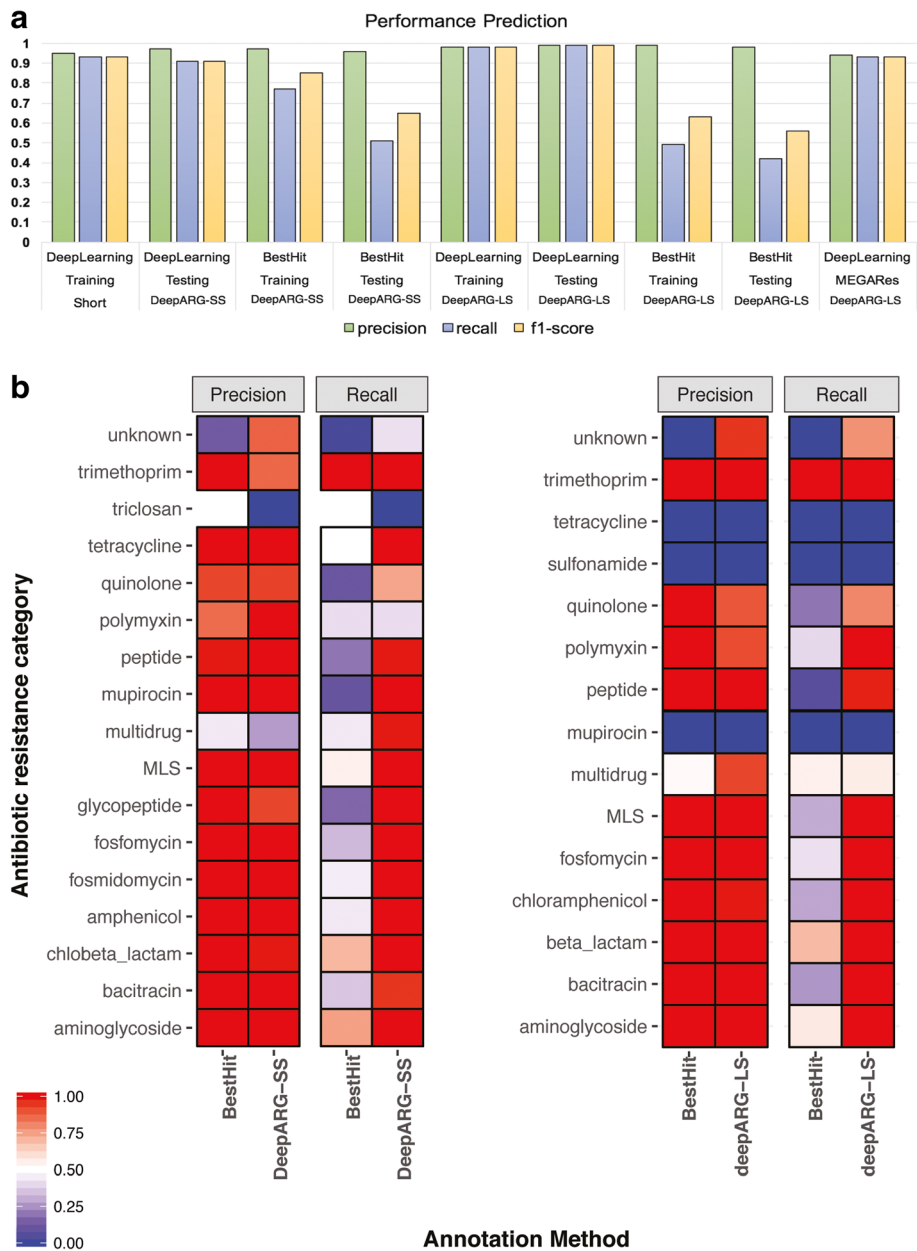 a
Performance Prediction
1
0.9
0.8
0.7
0.6
0.5
0.4
0.3
0.2
0.1
0
DeepLearning DeepLearning BestHit BestHit DeepLearning DeepLearning BestHit BestHit DeepLearning
Training Testing Training Testing Training Testing Training Testing MEGARes
Short DeepARG-SS DeepARG-SS DeepARG-SS DeepARG-LS DeepARG-LS DeepARG-LS DeepARG-LS DeepARG-LS
precision recall f1-score
b
Antibiotic resistance category
Precision Recall
unknown
trimethoprim
triclosan
tetracycline
quinolone
polymyxin
peptide
mupirocin
multidrug
MLS
glycopeptide
fosfomycin
fosmidomycin
amphenicol
chlobeta_lactam
bacitracin
aminoglycoside
BestHit DeepARG−SS BestHit DeepARG−SS
Precision Recall
unknown
trimethoprim
tetracycline
sulfonamide
quinolone
polymyxin
peptide
mupirocin
multidrug
MLS
fosfomycin
chloramphenicol
beta_lactam
bacitracin
aminoglycoside
BestHit deepARG−LS BestHit deepARG−LS
1.00
0.75
0.50
0.25
0.00
Annotation Method